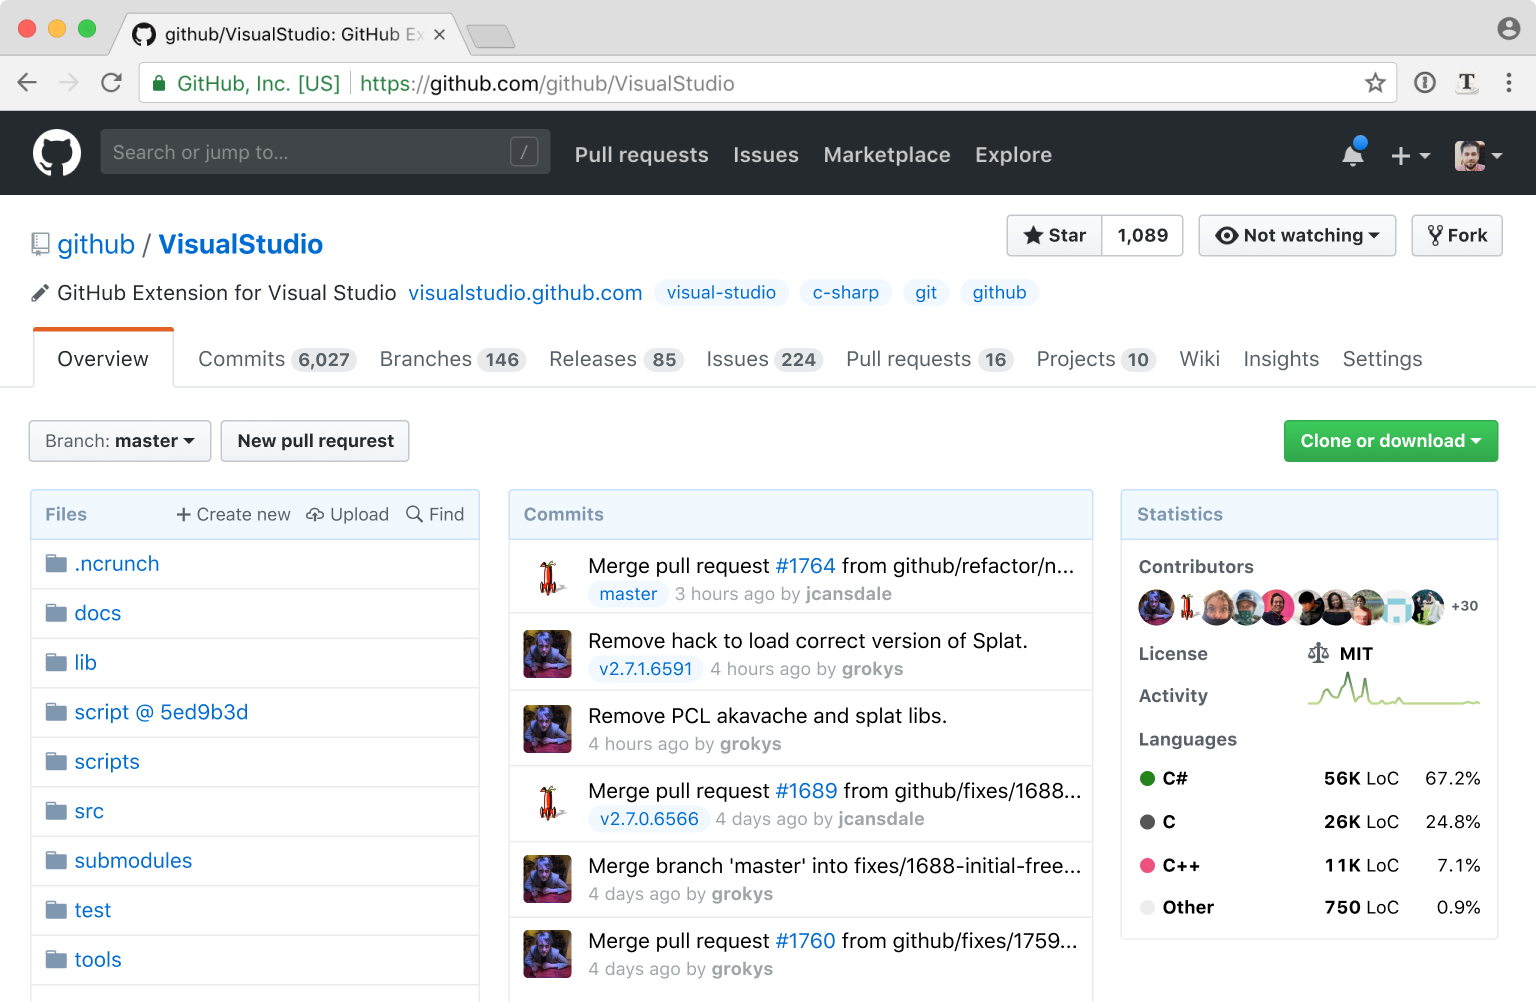 github/VisualStudio: GitHub Ex
GitHub, Inc. [US] https://github.com/github/VisualStudio
Search or jump to... / Pull requests Issues Marketplace Explore
github / VisualStudio Star 1,089 Not watching Fork
GitHub Extension for Visual Studio visualstudio.github.com visual-studio c-sharp git github
Overview Commits 6,027 Branches 146 Releases 85 Issues 224 Pull requests 16 Projects 10 Wiki Insights Settings
Branch: master New pull requrest Clone or download
Files Create new Upload Find
.ncrunch
docs
lib
script @ 5ed9b3d
scripts
src
submodules
test
tools
Commits
Merge pull request #1764 from github/refactor/n...
master 3 hours ago by jcansdale
Remove hack to load correct version of Splat.
v2.7.1.6591 4 hours ago by grokys
Remove PCL akavache and splat libs.
4 hours ago by grokys
Merge pull request #1689 from github/fixes/1688...
v2.7.0.6566 4 days ago by jcansdale
Merge branch 'master' into fixes/1688-initial-free...
4 days ago by grokys
Merge pull request #1760 from github/fixes/1759...
4 days ago by grokys
Statistics
Contributors
+30
License MIT
Activity
Languages
C# 56K LoC 67.2%
C 26K LoC 24.8%
C++ 11K LoC 7.1%
Other 750 LoC 0.9%